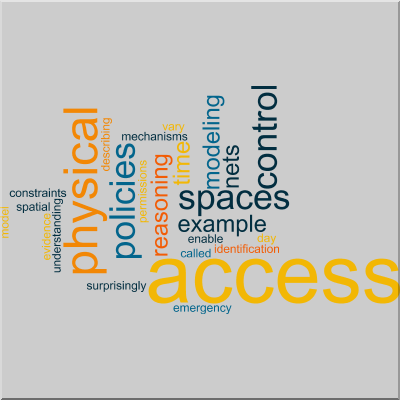 control
physical
modeling
describing
vary
mechanisms
policies
time
nets
reasoning
permissions
constraints
spaces
spatial
understanding
model
evidence
example
enable
day
called
identification
access
surprisingly
emergency